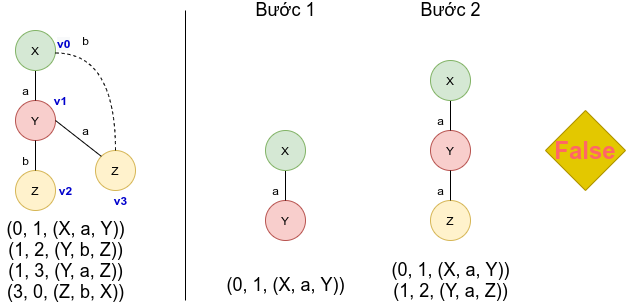 X
v0
b
a
v1
Y
a
b
Z
v2
Z
v3
(0, 1, (X, a, Y))
(1, 2, (Y, b, Z))
(1, 3, (Y, a, Z))
(3, 0, (Z, b, X))
Bước 1
X
a
Y
(0, 1, (X, a, Y))
Bước 2
X
a
Y
a
Z
(0, 1, (X, a, Y))
(1, 2, (Y, a, Z))
False